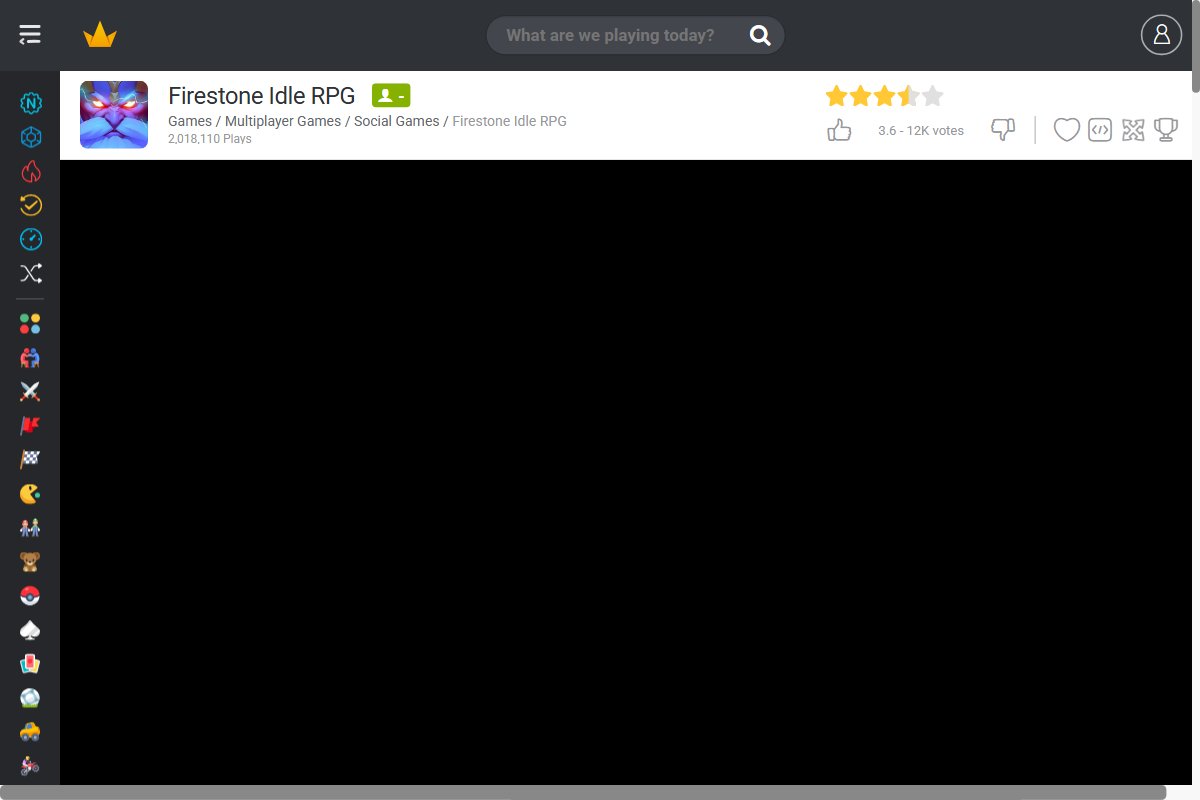 What are we playing today?
Firestone Idle RPG
-
Games / Multiplayer Games / Social Games / Firestone Idle RPG
2,018,110 Plays
3.6 - 12K votes
N